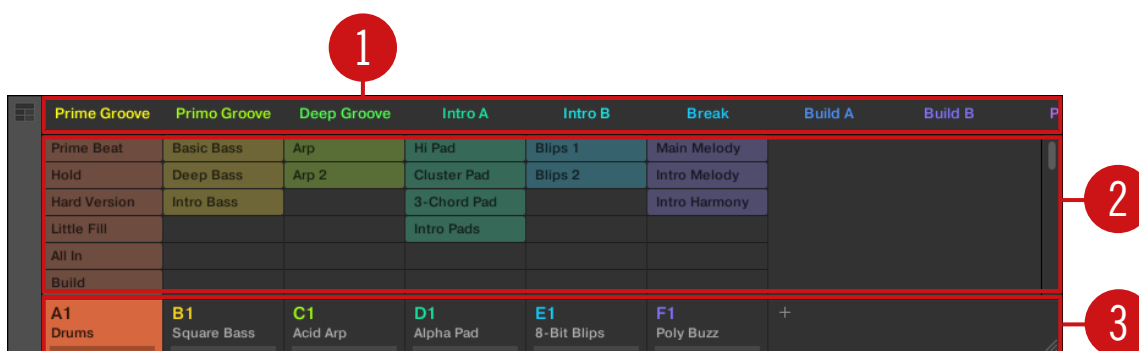 1
Prime Groove Primo Groove Deep Groove Intro A Intro B Break Build A Build B P
Prime Beat Basic Bass Arp Hi Pad Blips 1 Main Melody
Hold Deep Bass Arp 2 Cluster Pad Blips 2 Intro Melody
Hard Version Intro Bass 3-Chord Pad Intro Harmony
2
Little Fill Intro Pads
All In
Build
A1 B1 C1 D1 E1 F1 +
3
Drums Square Bass Acid Arp Alpha Pad 8-Bit Blips Poly Buzz